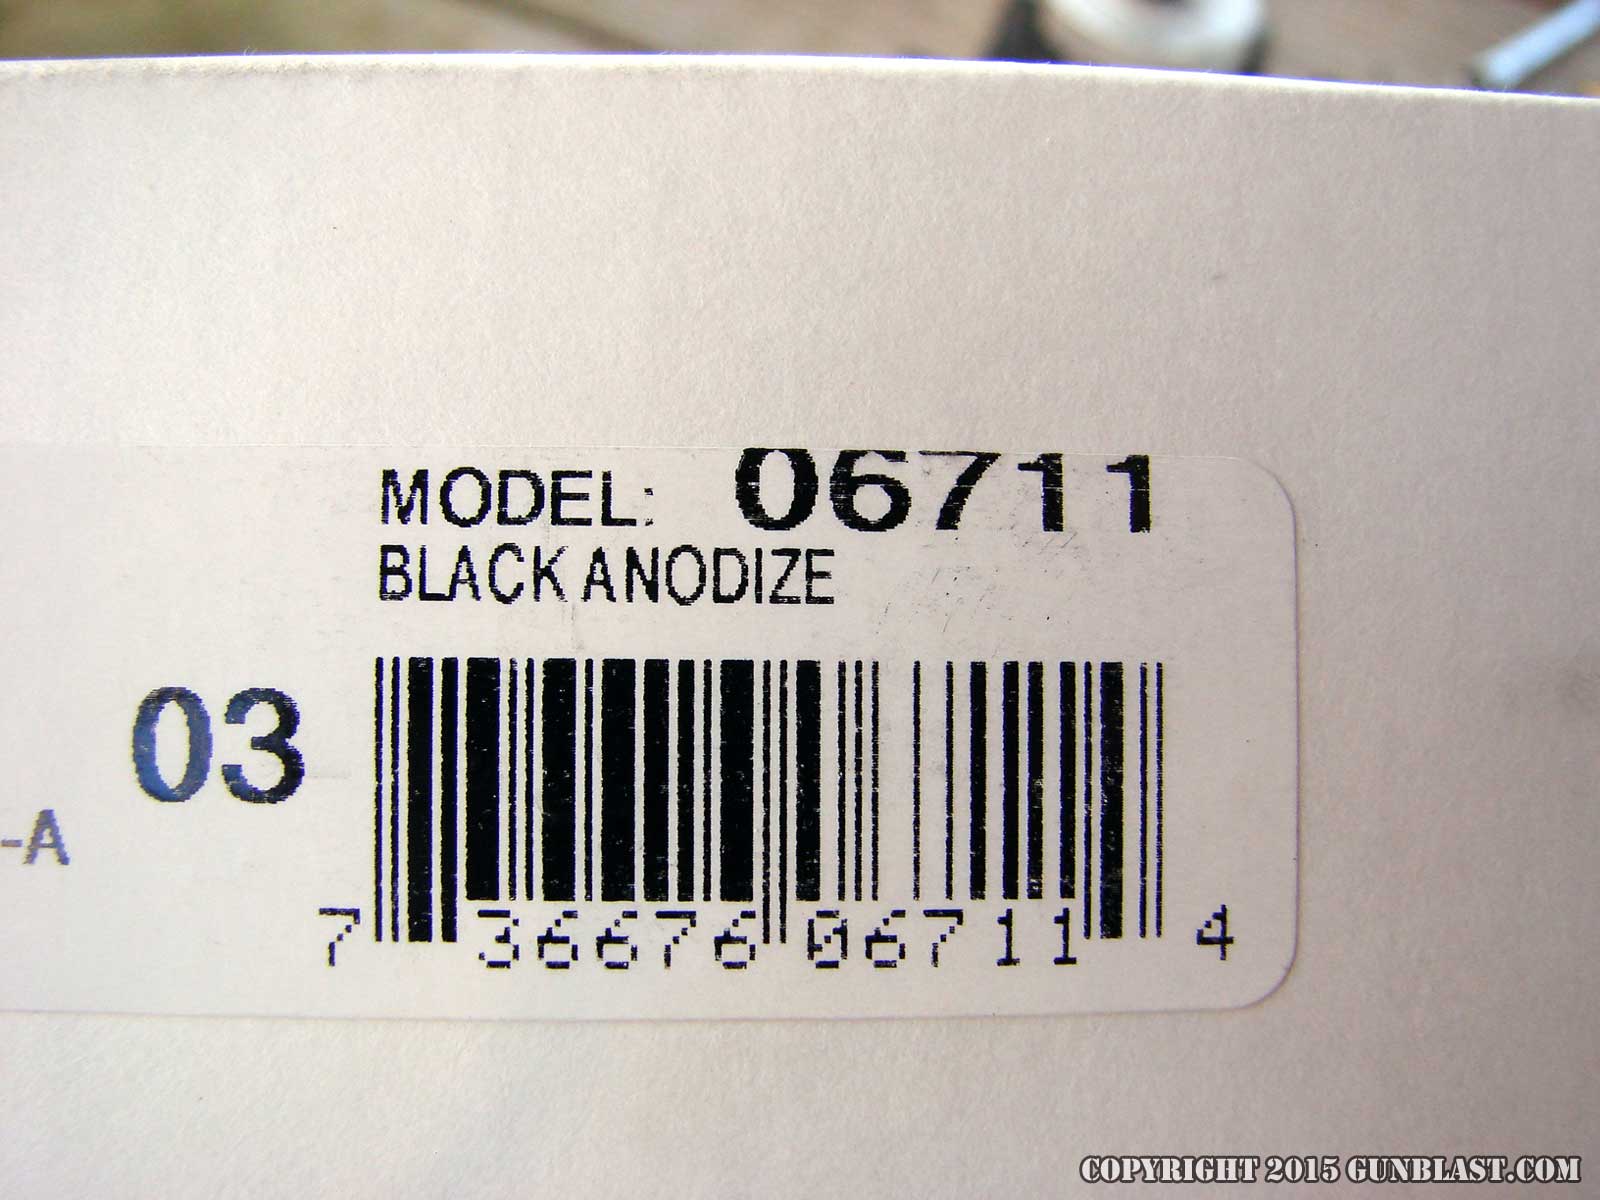 MODEL: 06711
BLACK ANODIZE
03
-A
7 36676 06711 4
COPYRIGHT 2015 GUNBLAST.COM